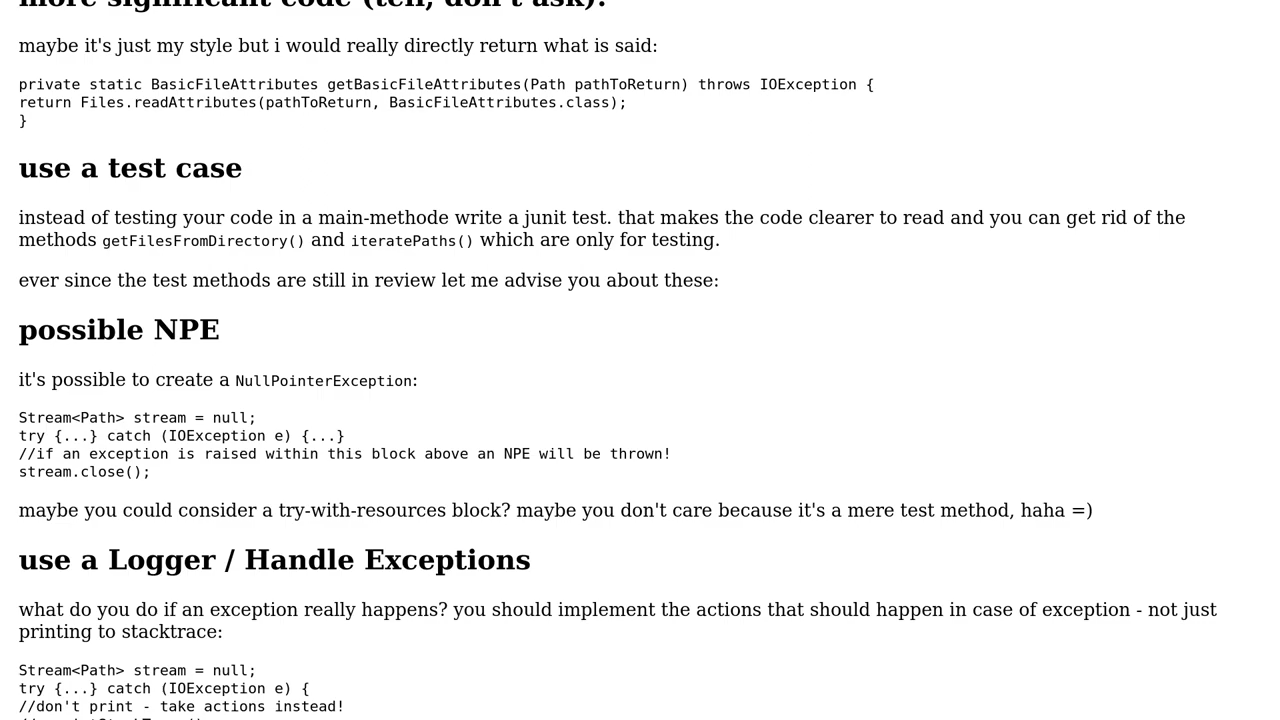 more significant code (tell, don't ask):
maybe it's just my style but i would really directly return what is said:
private static BasicFileAttributes getBasicFileAttributes(Path pathToReturn) throws IOException {
return Files.readAttributes(pathToReturn, BasicFileAttributes.class);
}
use a test case
instead of testing your code in a main-methode write a junit test. that makes the code clearer to read and you can get rid of the
methods getFilesFromDirectory() and iteratePaths() which are only for testing.
ever since the test methods are still in review let me advise you about these:
possible NPE
it's possible to create a NullPointerException:
Stream<Path> stream = null;
try {...} catch (IOException e) {...}
//if an exception is raised within this block above an NPE will be thrown!
stream.close();
maybe you could consider a try-with-resources block? maybe you don't care because it's a mere test method, haha =)
use a Logger / Handle Exceptions
what do you do if an exception really happens? you should implement the actions that should happen in case of exception - not just
printing to stacktrace:
Stream<Path> stream = null;
try {...} catch (IOException e) {
//don't print - take actions instead!